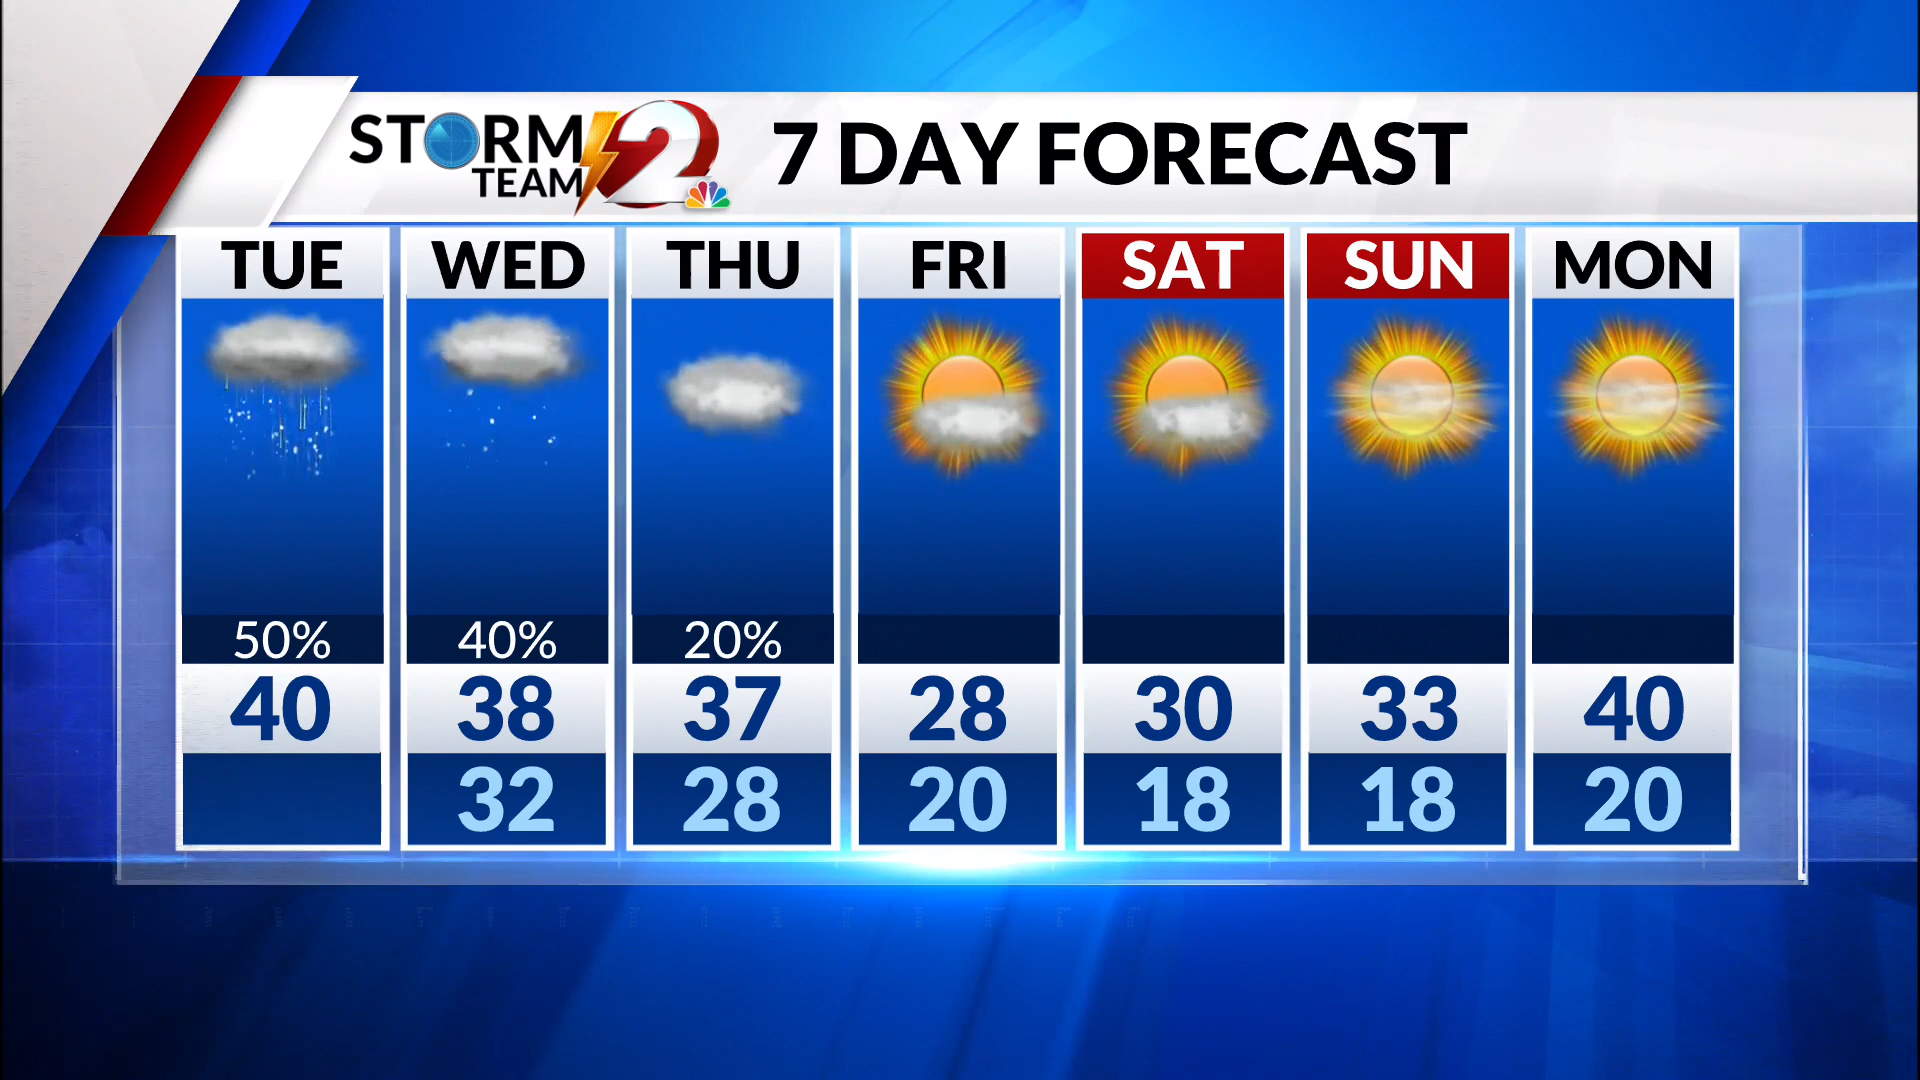 STORM
TEAM
2
7 DAY FORECAST
TUE WED THU FRI SAT SUN MON
50% 40% 20%
40 38 37 28 30 33 40
32 28 20 18 18 20